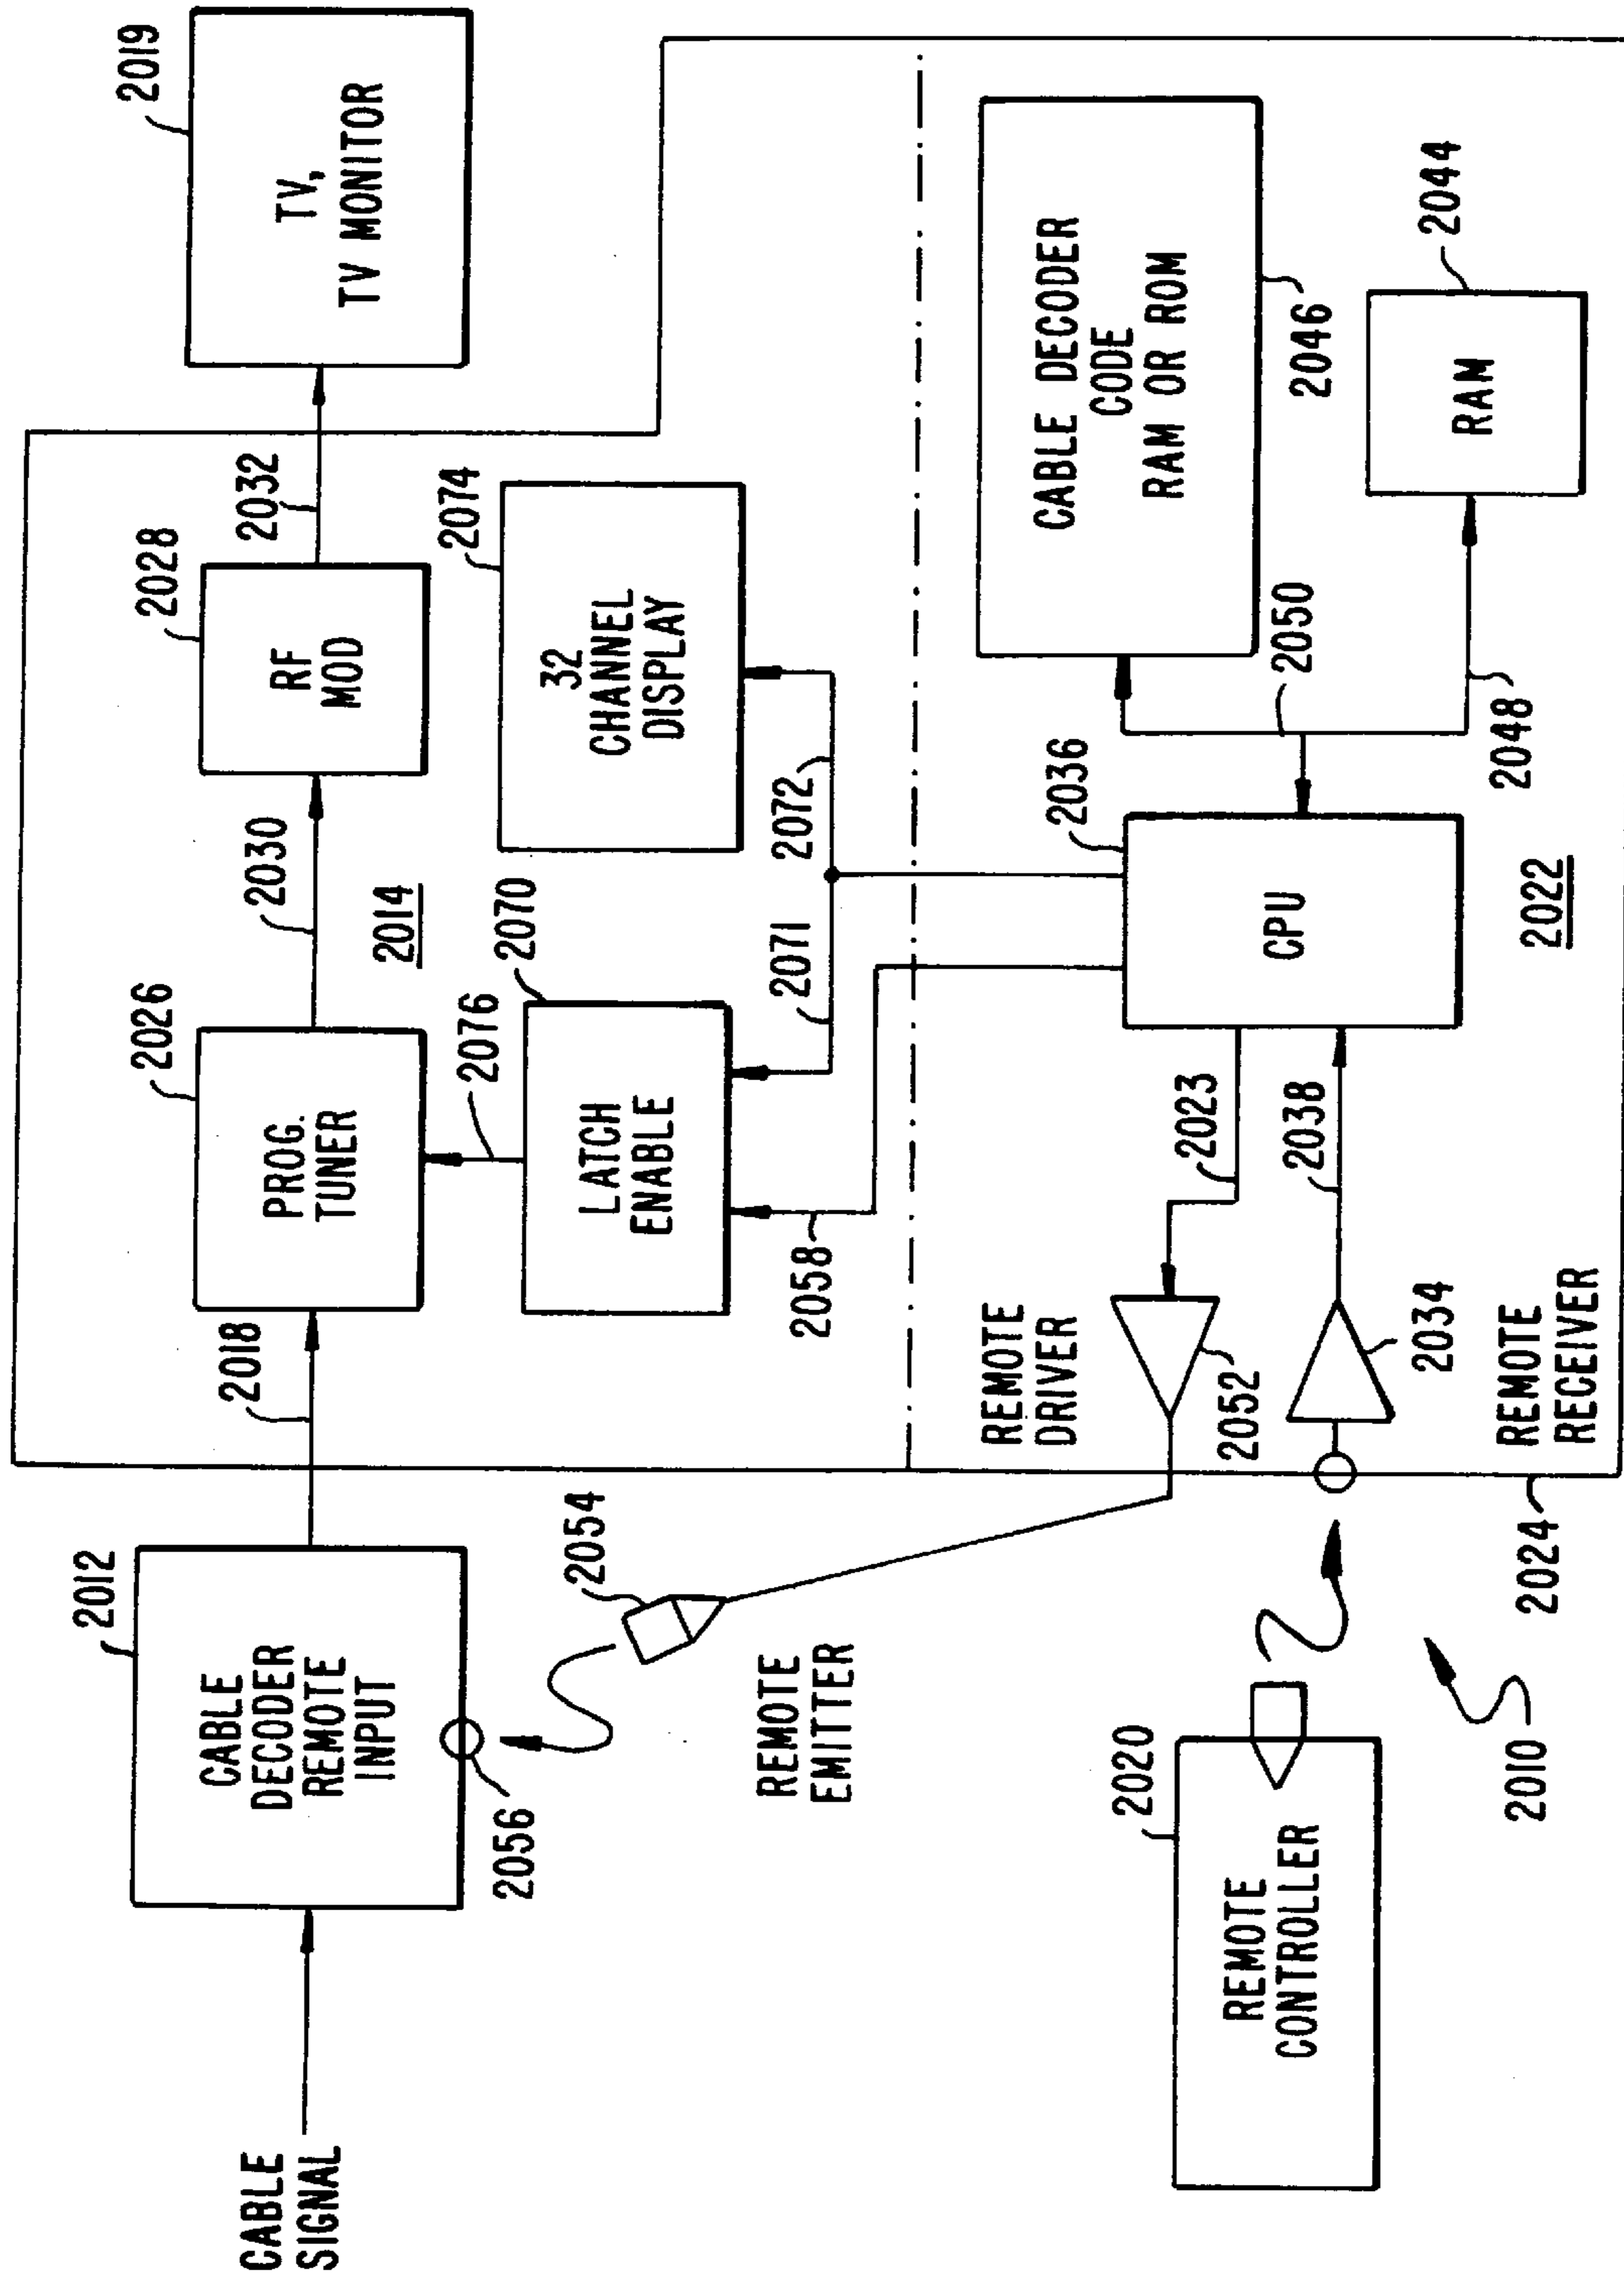 2019
TV,
TV MONITOR
2032
2028
RF
MOD
2030
2014
2026
PROG.
TUNER
2018
2012
CABLE
DECODER
REMOTE
INPUT
2056
CABLE
SIGNAL
2074
32
CHANNEL
DISPLAY
2072
2071
2070
2076
LATCH
ENABLE
2058
2054
REMOTE
EMITTER
CABLE DECODER
CODE
RAM OR ROM
2046
2044
RAM
2050
2048
2036
CPU
2022
2023
2038
REMOTE
DRIVER
2052
2034
REMOTE
RECEIVER
2024
2020
REMOTE
CONTROLLER
2010